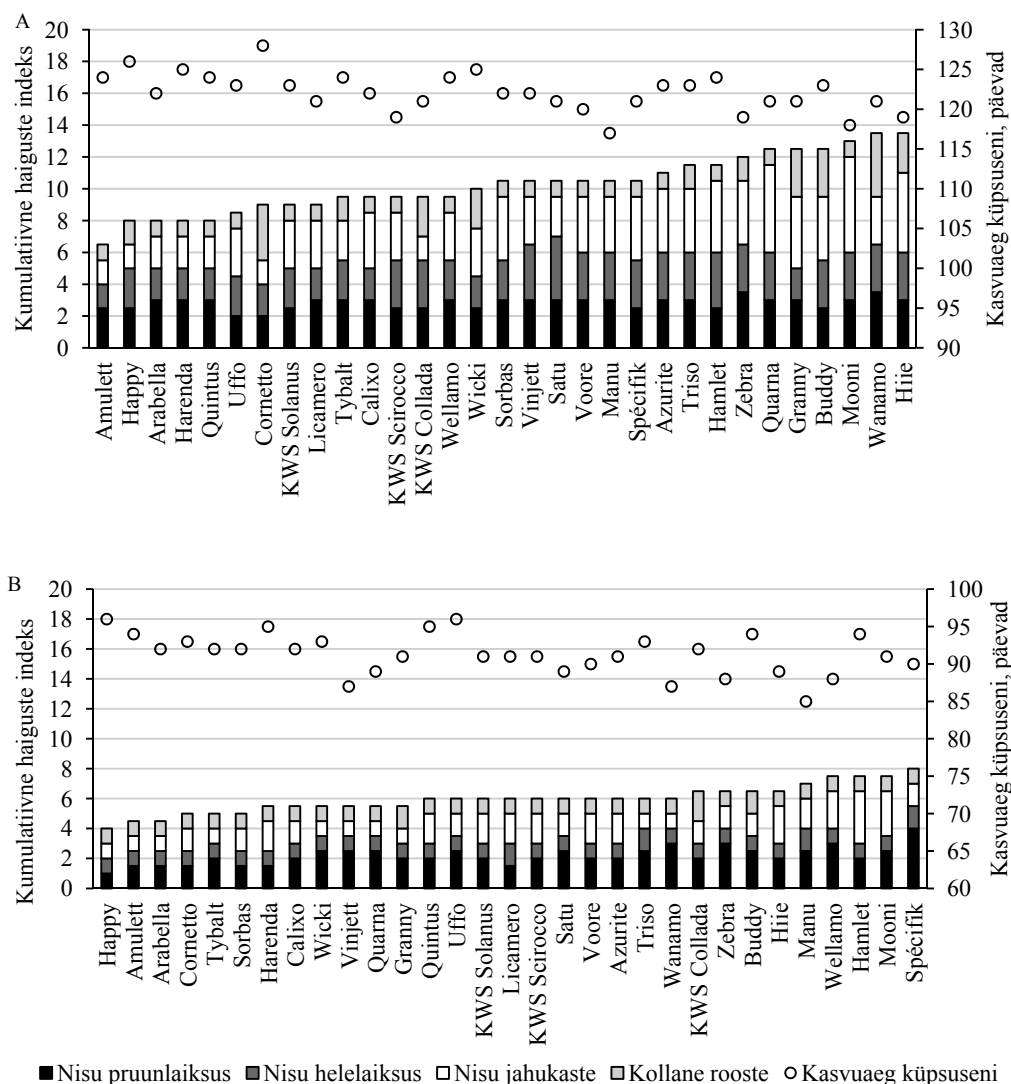 A
Kumulatiivne haiguste indeks
20
18
16
14
12
10
8
6
4
2
0
130
125
120
115
110
105
100
95
90
Kasvuaeg küpsuseni, päevad
Amulett
Happy
Arabella
Harenda
Quintus
Uffo
Cornetto
KWS Solanus
Licamero
Tybalt
Calixo
KWS Scirocco
KWS Collada
Wellamo
Wicki
Sorbas
Vinjett
Satu
Voore
Manu
Spécifik
Azurite
Triso
Hamlet
Zebra
Quarna
Granny
Buddy
Mooni
Wanamo
Hiie
B
Kumulatiivne haiguste indeks
20
18
16
14
12
10
8
6
4
2
0
100
95
90
85
80
75
70
65
60
Kasvuaeg küpsuseni, päevad
Happy
Amulett
Arabella
Cornetto
Tybalt
Sorbas
Harenda
Calixo
Wicki
Vinjett
Quarna
Granny
Quintus
Uffo
KWS Solanus
Licamero
KWS Scirocco
Satu
Voore
Azurite
Triso
Wanamo
KWS Collada
Zebra
Buddy
Hiie
Manu
Wellamo
Hamlet
Mooni
Spécifik
Nisu pruunlaiksus Nisu helelaiksus Nisu jahukaste Kollane rooste Kasvuaeg küpsuseni